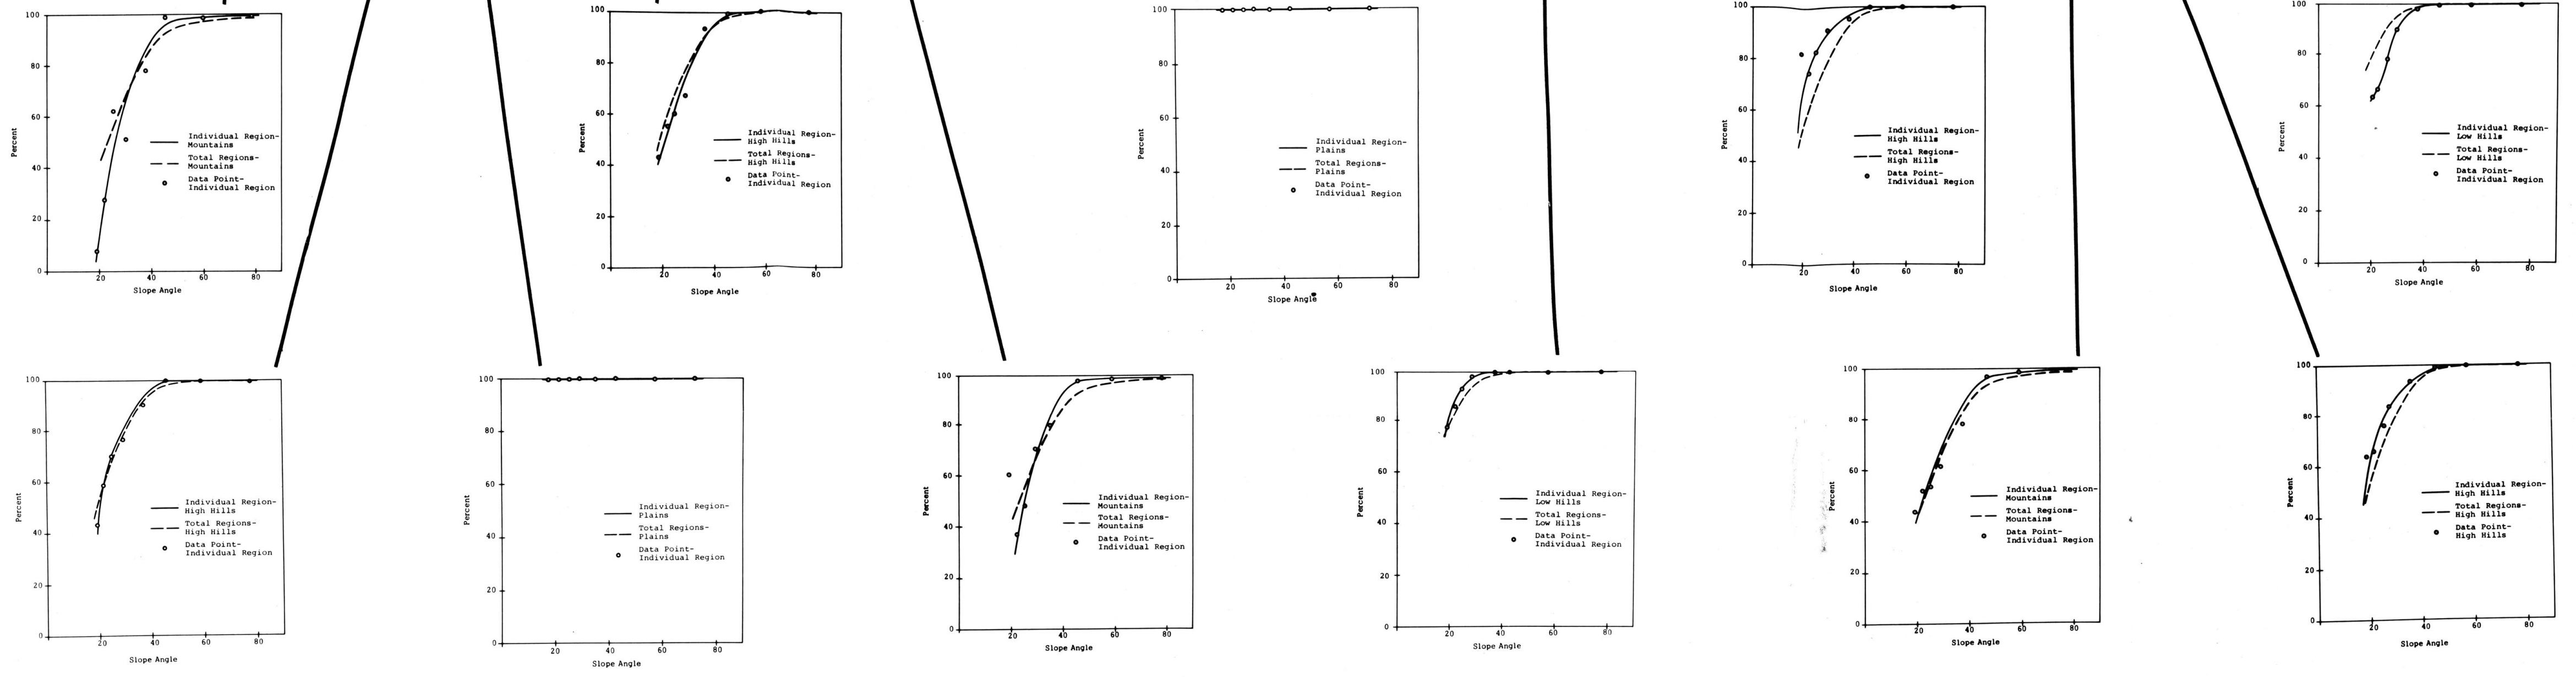 100
80
60
40
20
0
Percent
20 40 60 80
Slope Angle
Individual Region-
Mountains
Total Regions-
Mountains
Data Point-
Individual Region
100
80
60
40
20
0
Percent
20 40 60 80
Slope Angle
Individual Region-
High Hills
Total Regions-
High Hills
Data Point-
Individual Region
100
80
60
40
20
0
Percent
20 40 60 80
Slope Angle
Individual Region-
Plains
Total Regions-
Plains
Data Point-
Individual Region
100
80
60
40
20
0
Percent
20 40 60 80
Slope Angle
Individual Region-
High Hills
Total Regions-
High Hills
Data Point-
Individual Region
100
80
60
40
20
0
Percent
20 40 60 80
Slope Angle
Individual Region-
Low Hills
Total Regions-
Low Hills
Data Point-
Individual Region
100
80
60
40
20
0
Percent
20 40 60 80
Slope Angle
Individual Region-
High Hills
Total Regions-
High Hills
Data Point-
Individual Region
100
80
60
40
20
0
Percent
20 40 60 80
Slope Angle
Individual Region-
Plains
Total Regions-
Plains
Data Point-
Individual Region
100
80
60
40
20
0
Percent
20 40 60 80
Slope Angle
Individual Region-
Mountains
Total Regions-
Mountains
Data Point-
Individual Region
100
80
60
40
20
0
Percent
20 40 60 80
Slope Angle
Individual Region-
Low Hills
Total Regions-
Low Hills
Data Point-
Individual Region
100
80
60
40
20
0
Percent
20 40 60 80
Slope Angle
Individual Region-
Mountains
Total Regions-
Mountains
Data Point-
Individual Region
100
80
60
40
20
0
Percent
20 40 60 80
Slope Angle
Individual Region-
High Hills
Total Regions-
High Hills
Data Point-
High Hills